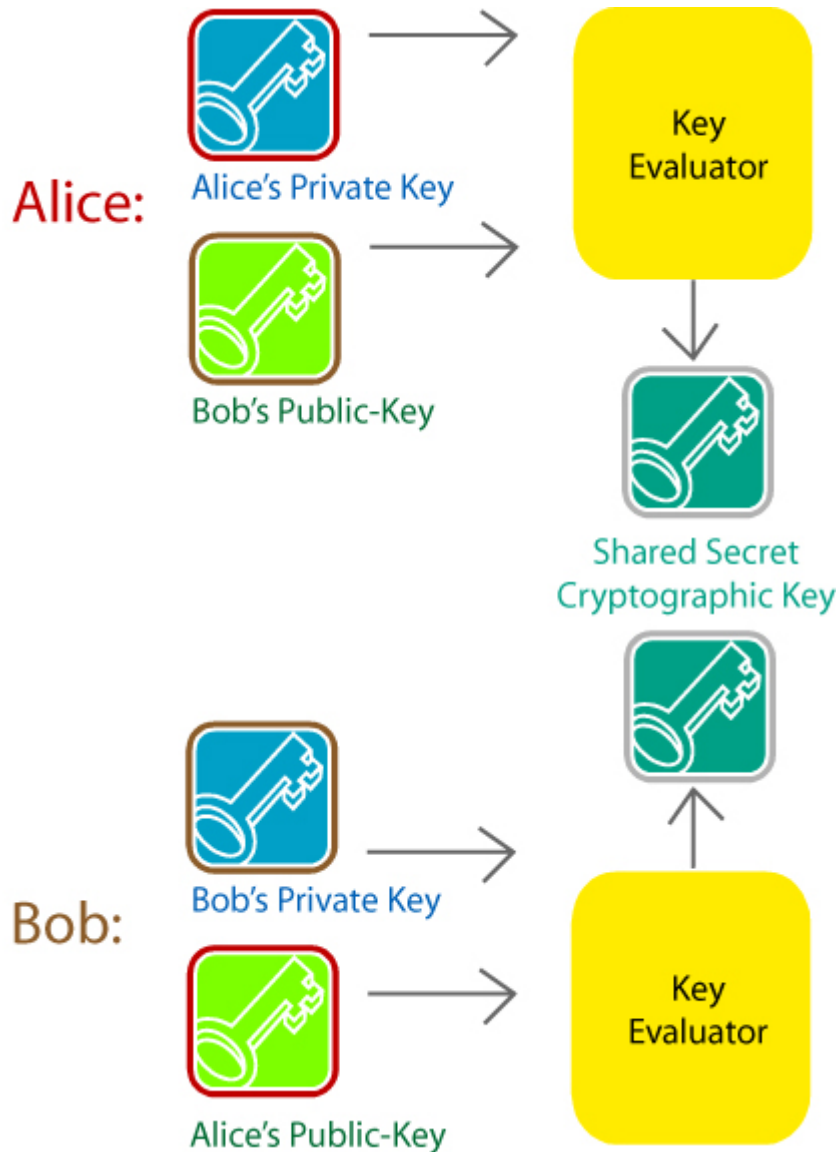 Key
Evaluator
Alice:
Alice's Private Key
Bob's Public-Key
Shared Secret
Cryptographic Key
Bob:
Bob's Private Key
Key
Evaluator
Alice's Public-Key